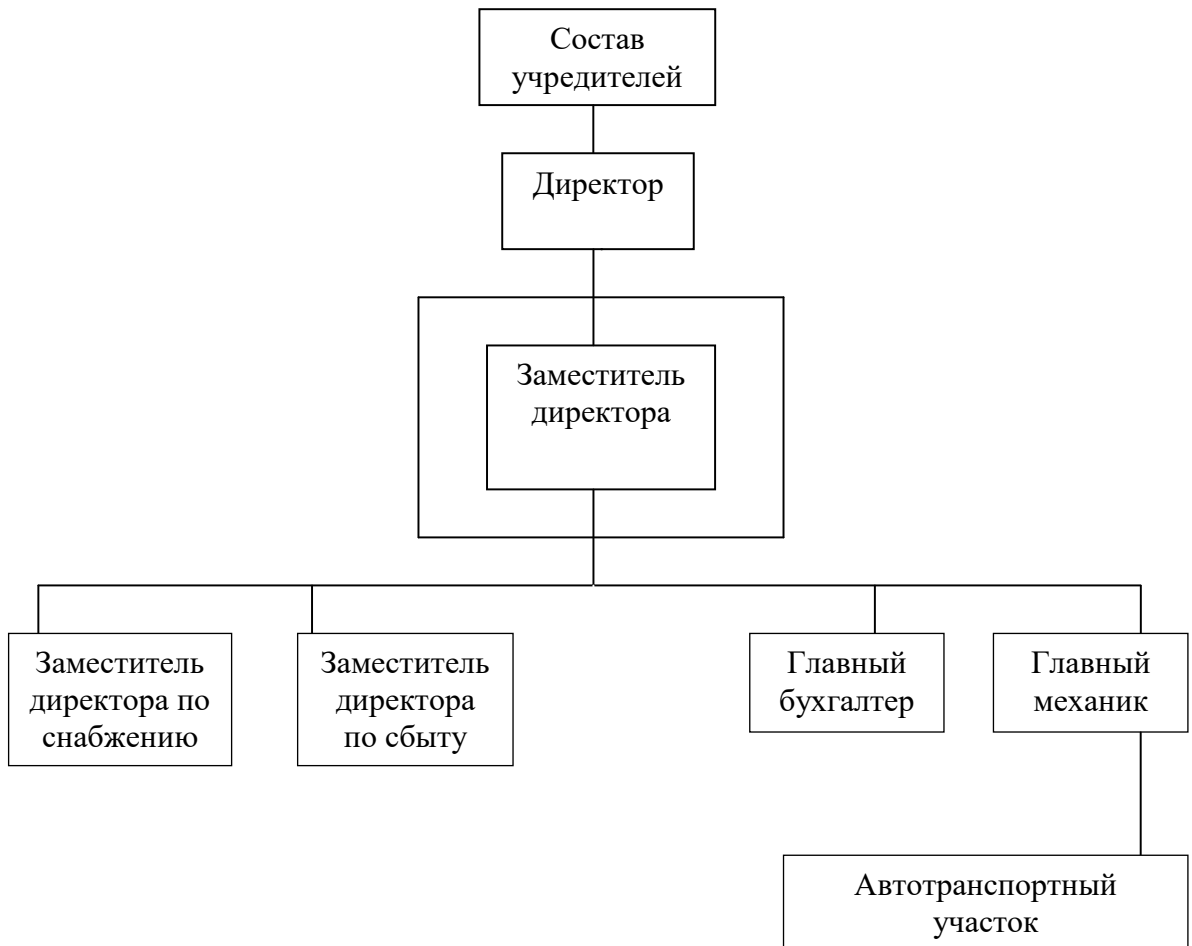 Состав
учредителей
Директор
Заместитель
директора
Заместитель
директора по
снабжению
Заместитель
директора
по сбыту
Главный
бухгалтер
Главный
механик
Автотранспортный
участок